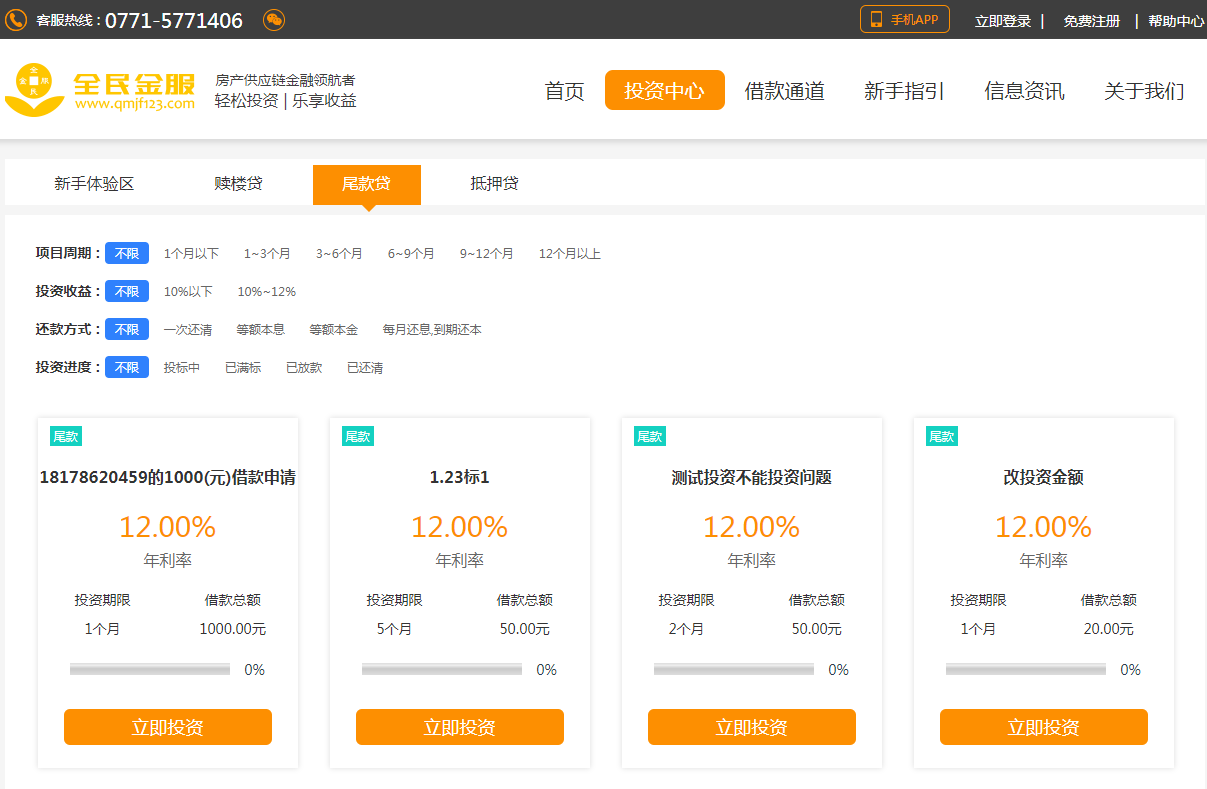 客服热线 : 0771-5771406
手机APP
立即登录 | 免费注册 | 帮助中心
全民金服
全民金服
www.qmjf123.com
房产供应链金融领航者
轻松投资 | 乐享收益
首页 投资中心 借款通道 新手指引 信息资讯 关于我们
新手体验区 赎楼贷 尾款贷 抵押贷
项目周期 : 不限 1个月以下 1~3个月 3~6个月 6~9个月 9~12个月 12个月以上
投资收益 : 不限 10%以下 10%~12%
还款方式 : 不限 一次还清 等额本息 等额本金 每月还息,到期还本
投资进度 : 不限 投标中 已满标 已放款 已还清
尾款
18178620459的1000(元)借款申请
12.00%
年利率
投资期限 借款总额
1个月 1000.00元
0%
立即投资
尾款
1.23标1
12.00%
年利率
投资期限 借款总额
5个月 50.00元
0%
立即投资
尾款
测试投资不能投资问题
12.00%
年利率
投资期限 借款总额
2个月 50.00元
0%
立即投资
尾款
改投资金额
12.00%
年利率
投资期限 借款总额
1个月 20.00元
0%
立即投资